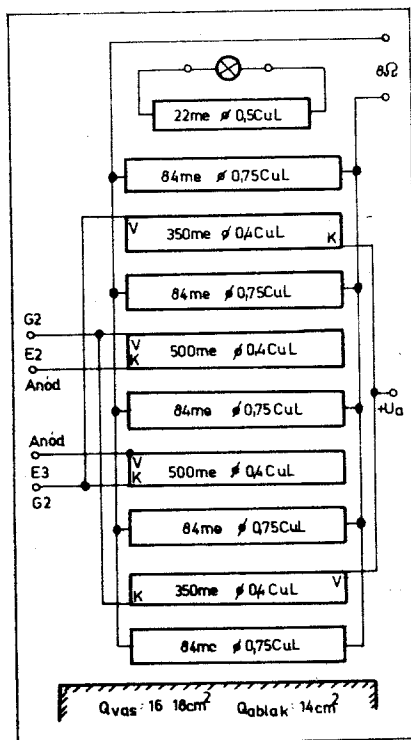 8Ω
22me ø 0,5CuL
84me ø 0,75CuL
V 350me ø 0,4CuL K
84me ø 0,75CuL
G2
V
K 500me ø 0,4CuL
E2
Anód
+Ua
84me ø 0,75CuL
Anód
V
K 500me ø 0,4CuL
E3
G2
84me ø 0,75CuL
K 350me ø 0,4CuL V
84me ø 0,75CuL
Qvas: 16 18cm² Qablak: 14cm²